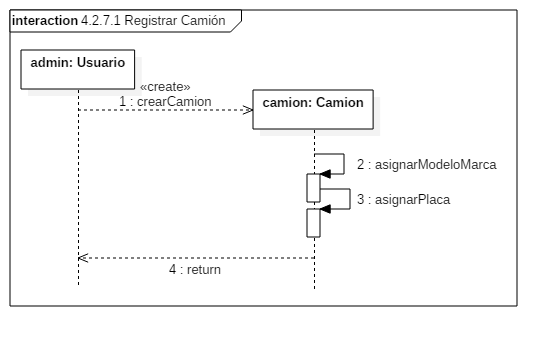 interaction 4.2.7.1 Registrar Camión
admin: Usuario
«create»
1 : crearCamion
camion: Camion
2 : asignarModeloMarca
3 : asignarPlaca
4 : return